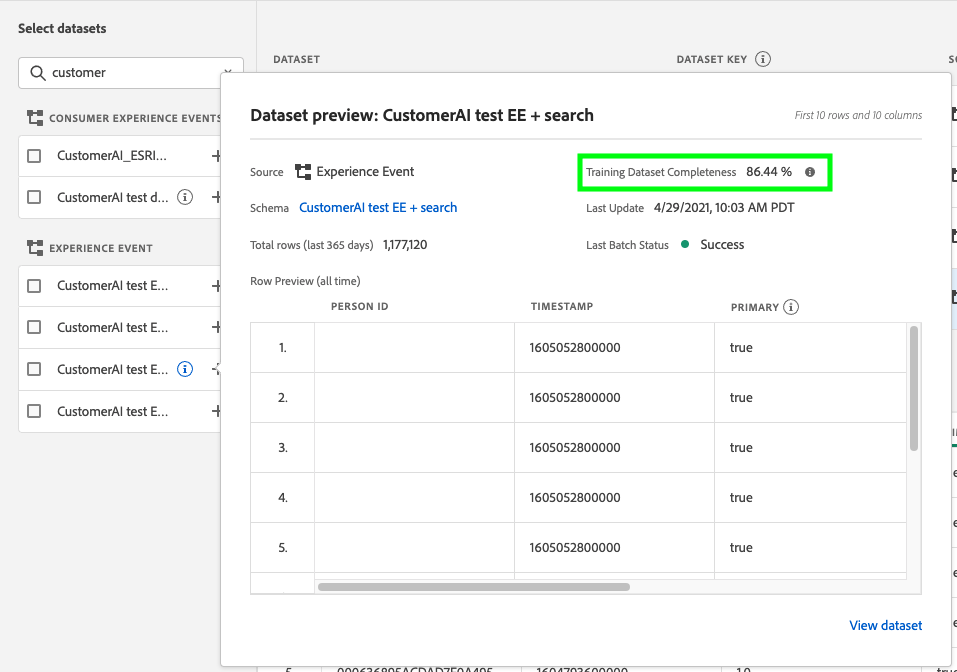 Select datasets
customer
DATASET
DATASET KEY
CONSUMER EXPERIENCE EVENTS
CustomerAI_ESRI...
CustomerAI test d...
EXPERIENCE EVENT
CustomerAI test E...
CustomerAI test E...
CustomerAI test E...
CustomerAI test E...
Dataset preview: CustomerAI test EE + search
First 10 rows and 10 columns
Source Experience Event
Training Dataset Completeness 86.44 %
Schema CustomerAI test EE + search
Last Update 4/29/2021, 10:03 AM PDT
Total rows (last 365 days) 1,177,120
Last Batch Status Success
Row Preview (all time)
PERSON ID TIMESTAMP PRIMARY
1. 1605052800000 true
2. 1605052800000 true
3. 1605052800000 true
4. 1605052800000 true
5. 1605052800000 true
View dataset